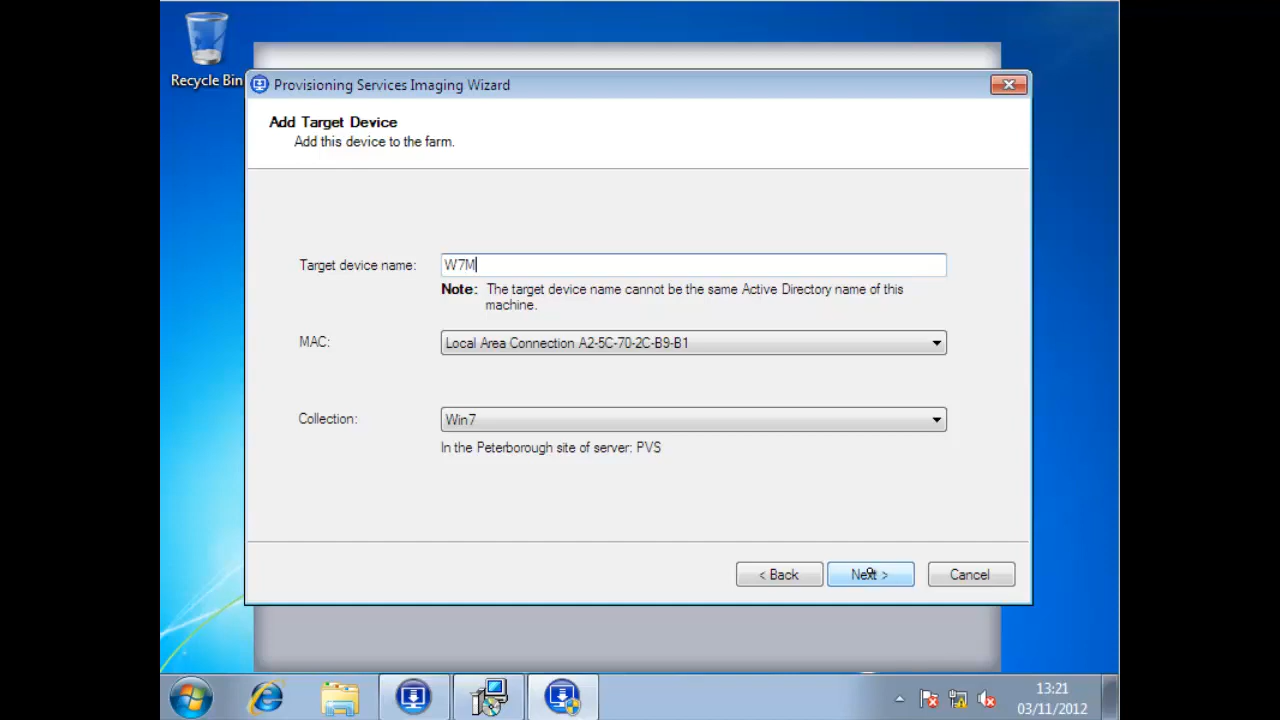 Recycle Bin
Provisioning Services Imaging Wizard
Add Target Device
Add this device to the farm.
Target device name: W7M
Note: The target device name cannot be the same Active Directory name of this
machine.
MAC: Local Area Connection A2-5C-70-2C-B9-B1
Collection: Win7
In the Peterborough site of server: PVS
< Back Next > Cancel
13:21
03/11/2012